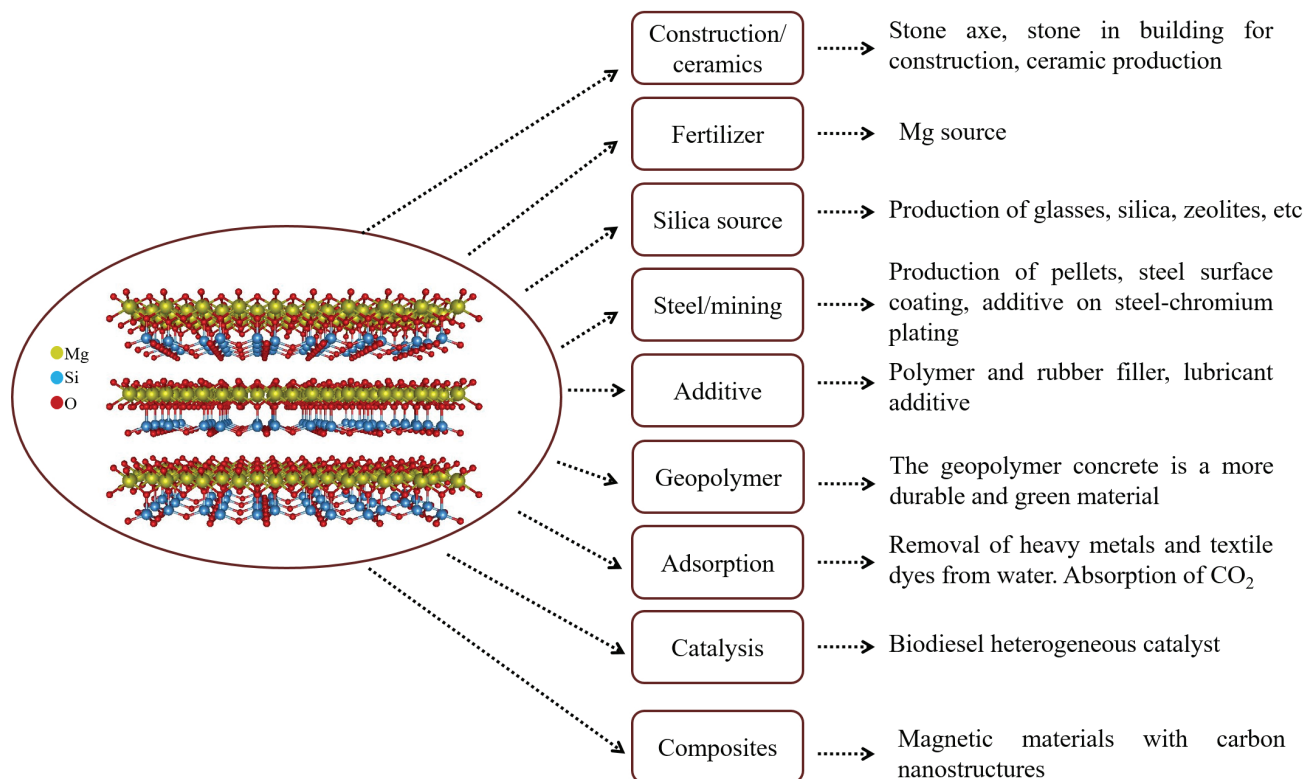 Construction/
ceramics
Stone axe, stone in building for
construction, ceramic production
Fertilizer
Mg source
Silica source
Production of glasses, silica, zeolites, etc
Steel/mining
Production of pellets, steel surface
coating, additive on steel-chromium
plating
Mg
Si
O
Additive
Polymer and rubber filler, lubricant
additive
Geopolymer
The geopolymer concrete is a more
durable and green material
Adsorption
Removal of heavy metals and textile
dyes from water. Absorption of CO₂
Catalysis
Biodiesel heterogeneous catalyst
Composites
Magnetic materials with carbon
nanostructures